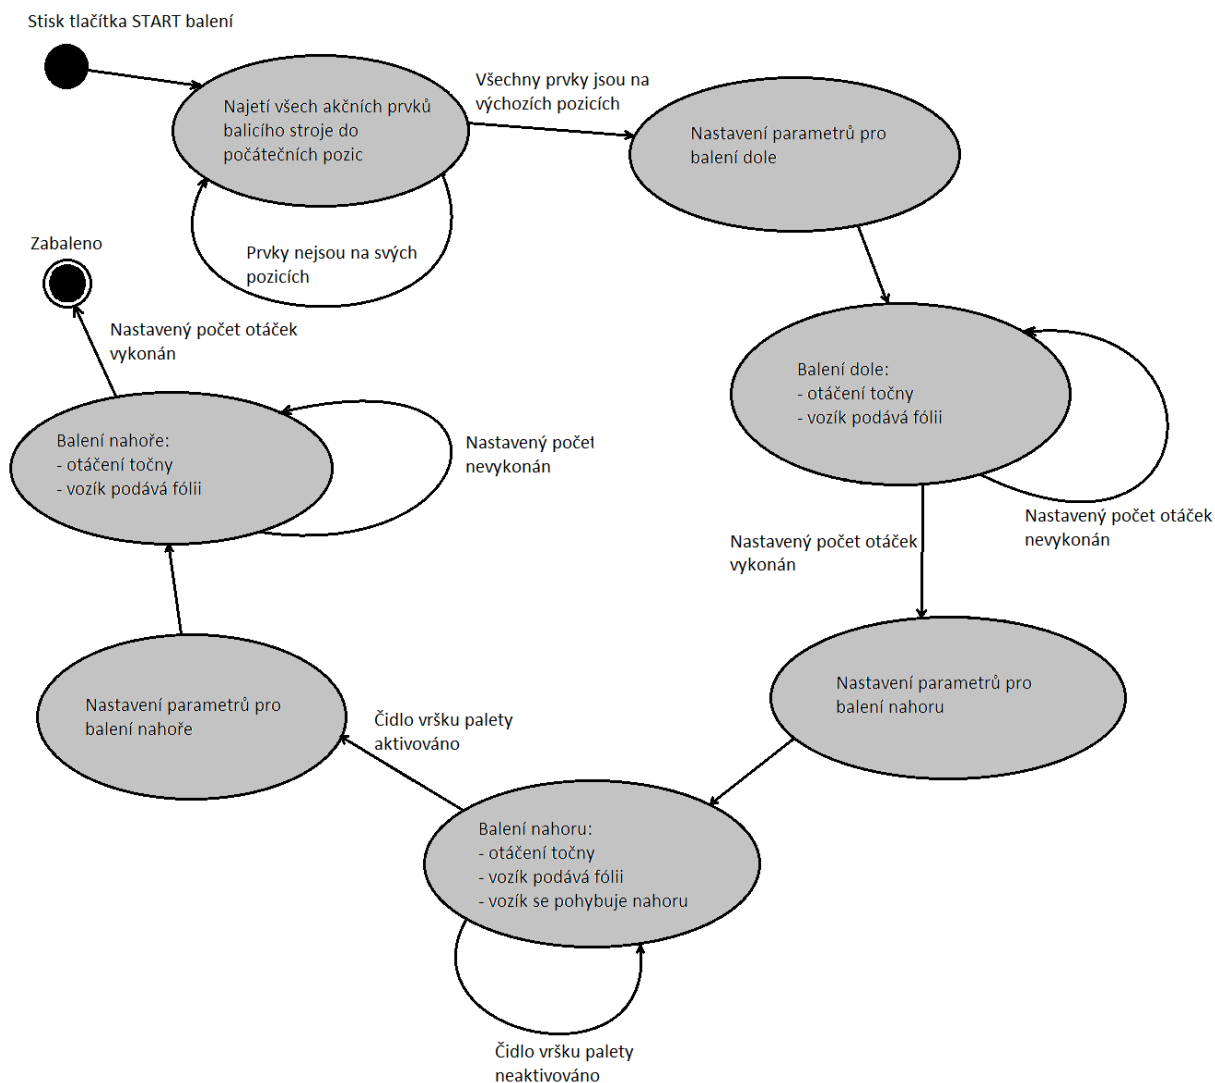 Stisk tlačítka START balení
Najetí všech akčních prvků
balicího stroje do
počátečních pozic
Všechny prvky jsou na
výchozích pozicích
Nastavení parametrů pro
balení dole
Prvky nejsou na svých
pozicích
Zabaleno
Nastavený počet otáček
vykonán
Balení dole:
- otáčení točny
- vozík podává fólii
Balení nahoře:
- otáčení točny
- vozík podává fólii
Nastavený počet
nevykonán
Nastavený počet otáček
nevykonán
Nastavený počet otáček
vykonán
Nastavení parametrů pro
balení nahoru
Nastavení parametrů pro
balení nahoře
Čidlo vršku palety
aktivováno
Balení nahoru:
- otáčení točny
- vozík podává fólii
- vozík se pohybuje nahoru
Čidlo vršku palety
neaktivováno